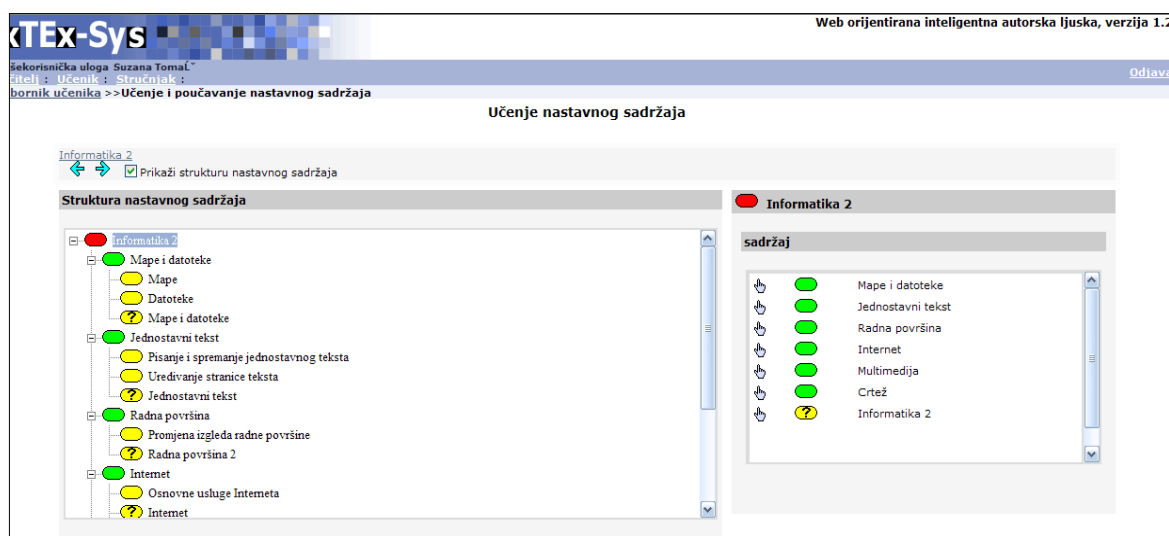 xTEx-Sys
Web orijentirana inteligentna autorska ljuska, verzija 1.2
šekorisnička uloga Suzana TomaĹˇ
čitelj : Učenik : Stručnjak :
Odjava
bornik učenika >>Učenje i poučavanje nastavnog sadržaja
Učenje nastavnog sadržaja
Informatika 2
Prikaži strukturu nastavnog sadržaja
Struktura nastavnog sadržaja
Informatika 2
Mape i datoteke
Mape
Datoteke
? Mape i datoteke
Jednostavni tekst
Pisanje i spremanje jednostavnog teksta
Uređivanje stranice teksta
? Jednostavni tekst
Radna površina
Promjena izgleda radne površine
? Radna površina 2
Internet
Osnovne usluge Interneta
? Internet
Informatika 2
sadržaj
Mape i datoteke
Jednostavni tekst
Radna površina
Internet
Multimedija
Crtež
? Informatika 2